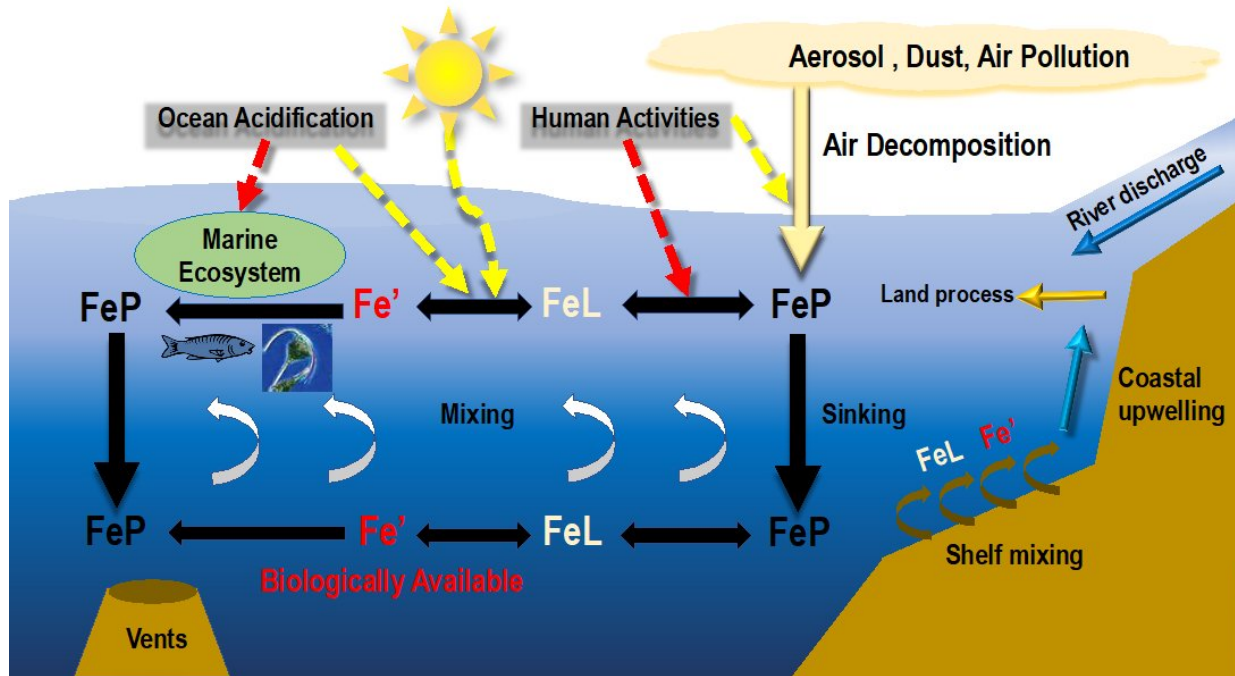 Aerosol , Dust, Air Pollution
Ocean Acidification
Human Activities
Air Decomposition
River discharge
Marine
Ecosystem
FeP
Fe’
FeL
FeP
Land process
Mixing
Sinking
Coastal
upwelling
FeL
Fe’
FeP
Fe’
FeL
FeP
Shelf mixing
Biologically Available
Vents